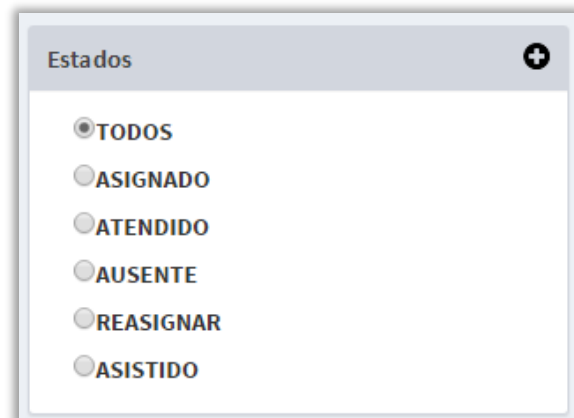 Estados
TODOS
ASIGNADO
ATENDIDO
AUSENTE
REASIGNAR
ASISTIDO